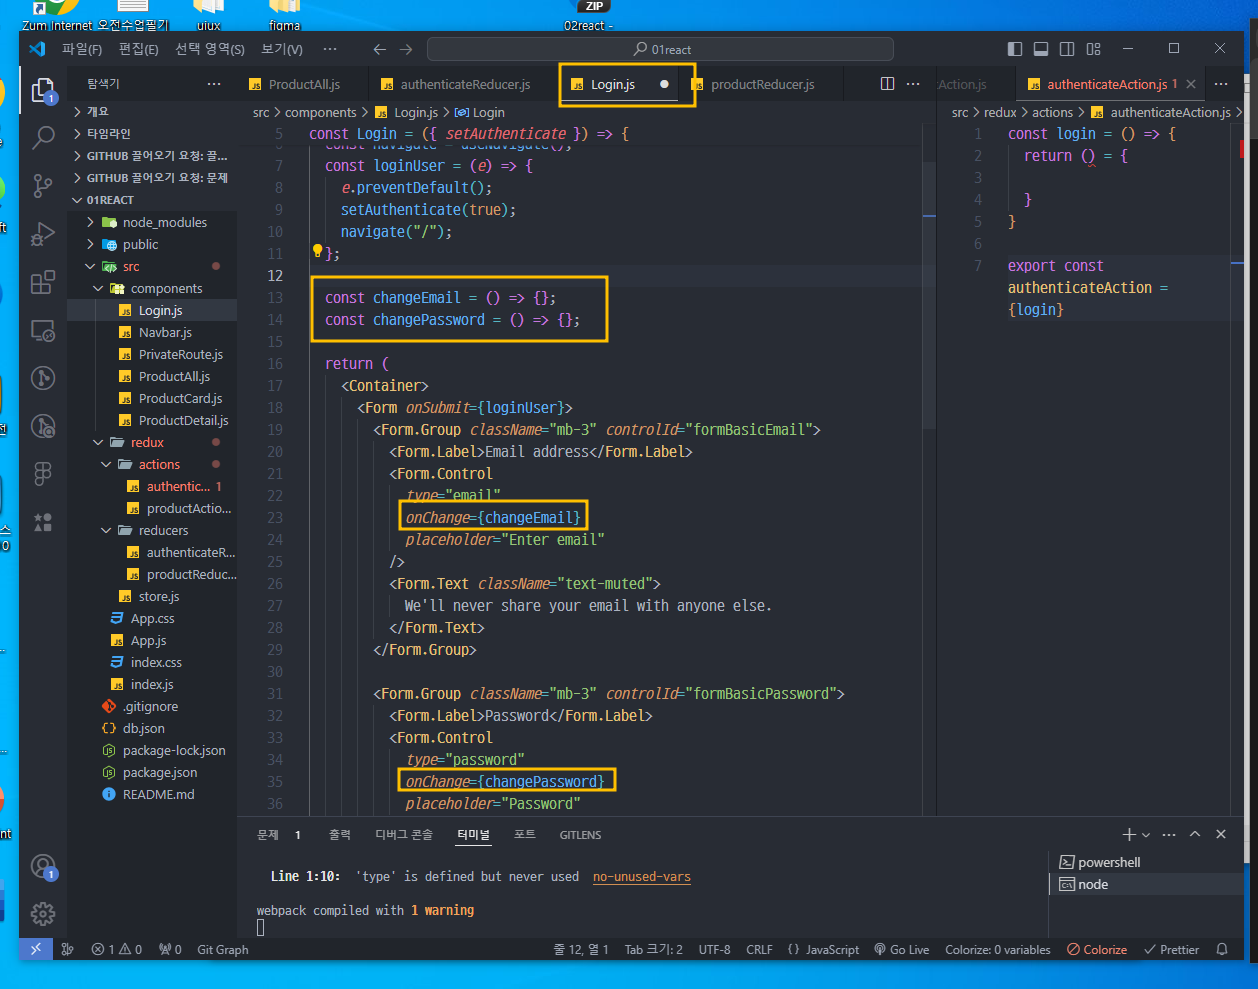 Zum Internet 오전수업필기
uiux
figma
ZIP
02react -
파일(F) 편집(E) 선택 영역(S) 보기(V) ···
01react
탐색기 ···
ProductAll.js
authenticateReducer.js
Login.js
productReducer.js
Action.js
authenticateAction.js 1
개요
타임라인
GITHUB 끌어오기 요청: 끌...
GITHUB 끌어오기 요청: 문제
01REACT
node_modules
public
src
components
Login.js
Navbar.js
PrivateRoute.js
ProductAll.js
ProductCard.js
ProductDetail.js
redux
actions
authentic... 1
productActio...
reducers
authenticateR...
productReduc...
store.js
App.css
App.js
index.css
index.js
.gitignore
db.json
package-lock.json
package.json
README.md
src > components > Login.js > Login
5 const Login = ({ setAuthenticate }) => {
6 const navigate = useNavigate();
7 const loginUser = (e) => {
8 e.preventDefault();
9 setAuthenticate(true);
10 navigate("/");
11 };
12
13 const changeEmail = () => {};
14 const changePassword = () => {};
15
16 return (
17 <Container>
18 <Form onSubmit={loginUser}>
19 <Form.Group className="mb-3" controlId="formBasicEmail">
20 <Form.Label>Email address</Form.Label>
21 <Form.Control
22 type="email"
23 onChange={changeEmail}
24 placeholder="Enter email"
25 />
26 <Form.Text className="text-muted">
27 We'll never share your email with anyone else.
28 </Form.Text>
29 </Form.Group>
30
31 <Form.Group className="mb-3" controlId="formBasicPassword">
32 <Form.Label>Password</Form.Label>
33 <Form.Control
34 type="password"
35 onChange={changePassword}
36 placeholder="Password"
src > redux > actions > authenticateAction.js >
1 const login = () => {
2 return () = {
3
4 }
5 }
6
7 export const
authenticateAction =
{login}
문제 1 출력 디버그 콘솔 터미널 포트 GITLENS
Line 1:10: 'type' is defined but never used no-unused-vars
webpack compiled with 1 warning
powershell
node
1 0 0 Git Graph
줄 12, 열 1 Tab 크기: 2 UTF-8 CRLF {} JavaScript Go Live Colorize: 0 variables Colorize Prettier